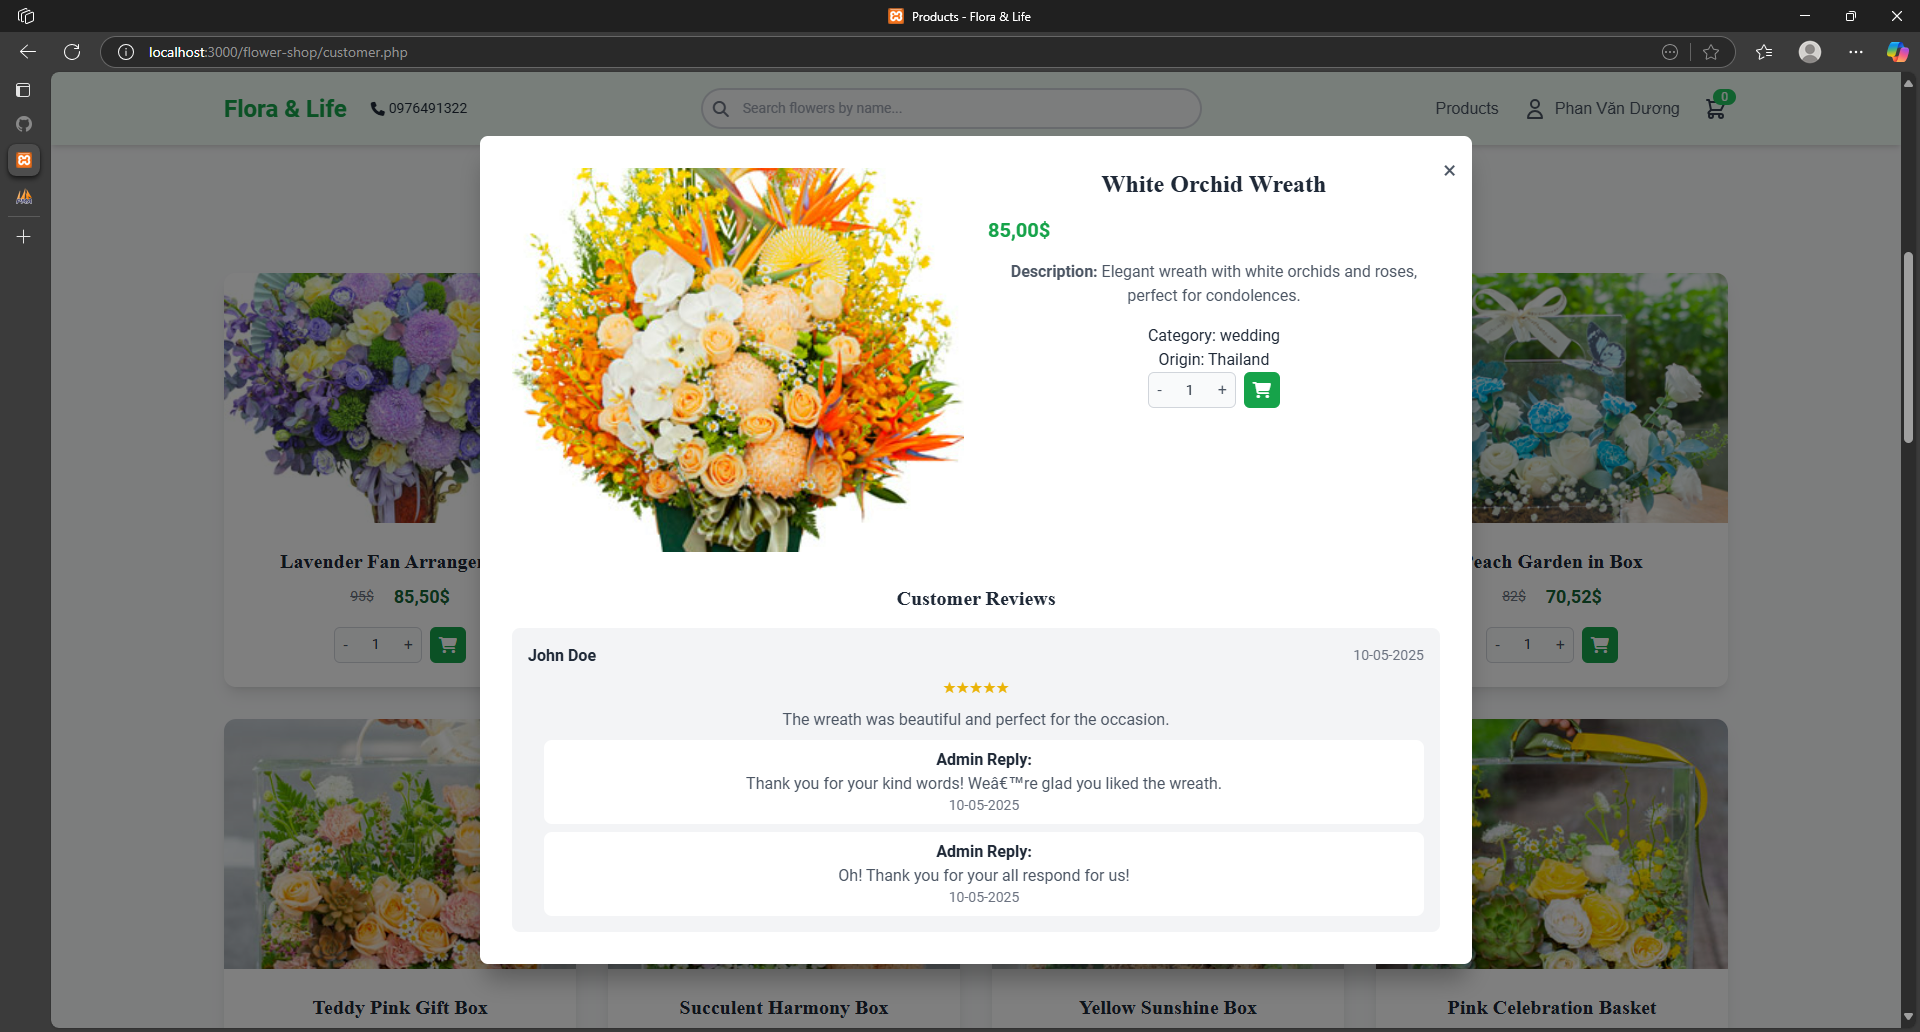 Products - Flora & Life
localhost:3000/flower-shop/customer.php
Flora & Life
0976491322
Search flowers by name...
Products
Phan Văn Dương
0
White Orchid Wreath
85,00$
Description: Elegant wreath with white orchids and roses,
perfect for condolences.
Category: wedding
Origin: Thailand
- 1 +
Customer Reviews
John Doe
10-05-2025
★★★★★
The wreath was beautiful and perfect for the occasion.
Admin Reply:
Thank you for your kind words! Weâ€™re glad you liked the wreath.
10-05-2025
Admin Reply:
Oh! Thank you for your all respond for us!
10-05-2025
Lavender Fan
95$ 85,50$
- 1 +
Garden in Box
82$ 70,52$
- 1 +
Teddy Pink Gift Box
Succulent Harmony Box
Yellow Sunshine Box
Pink Celebration Basket